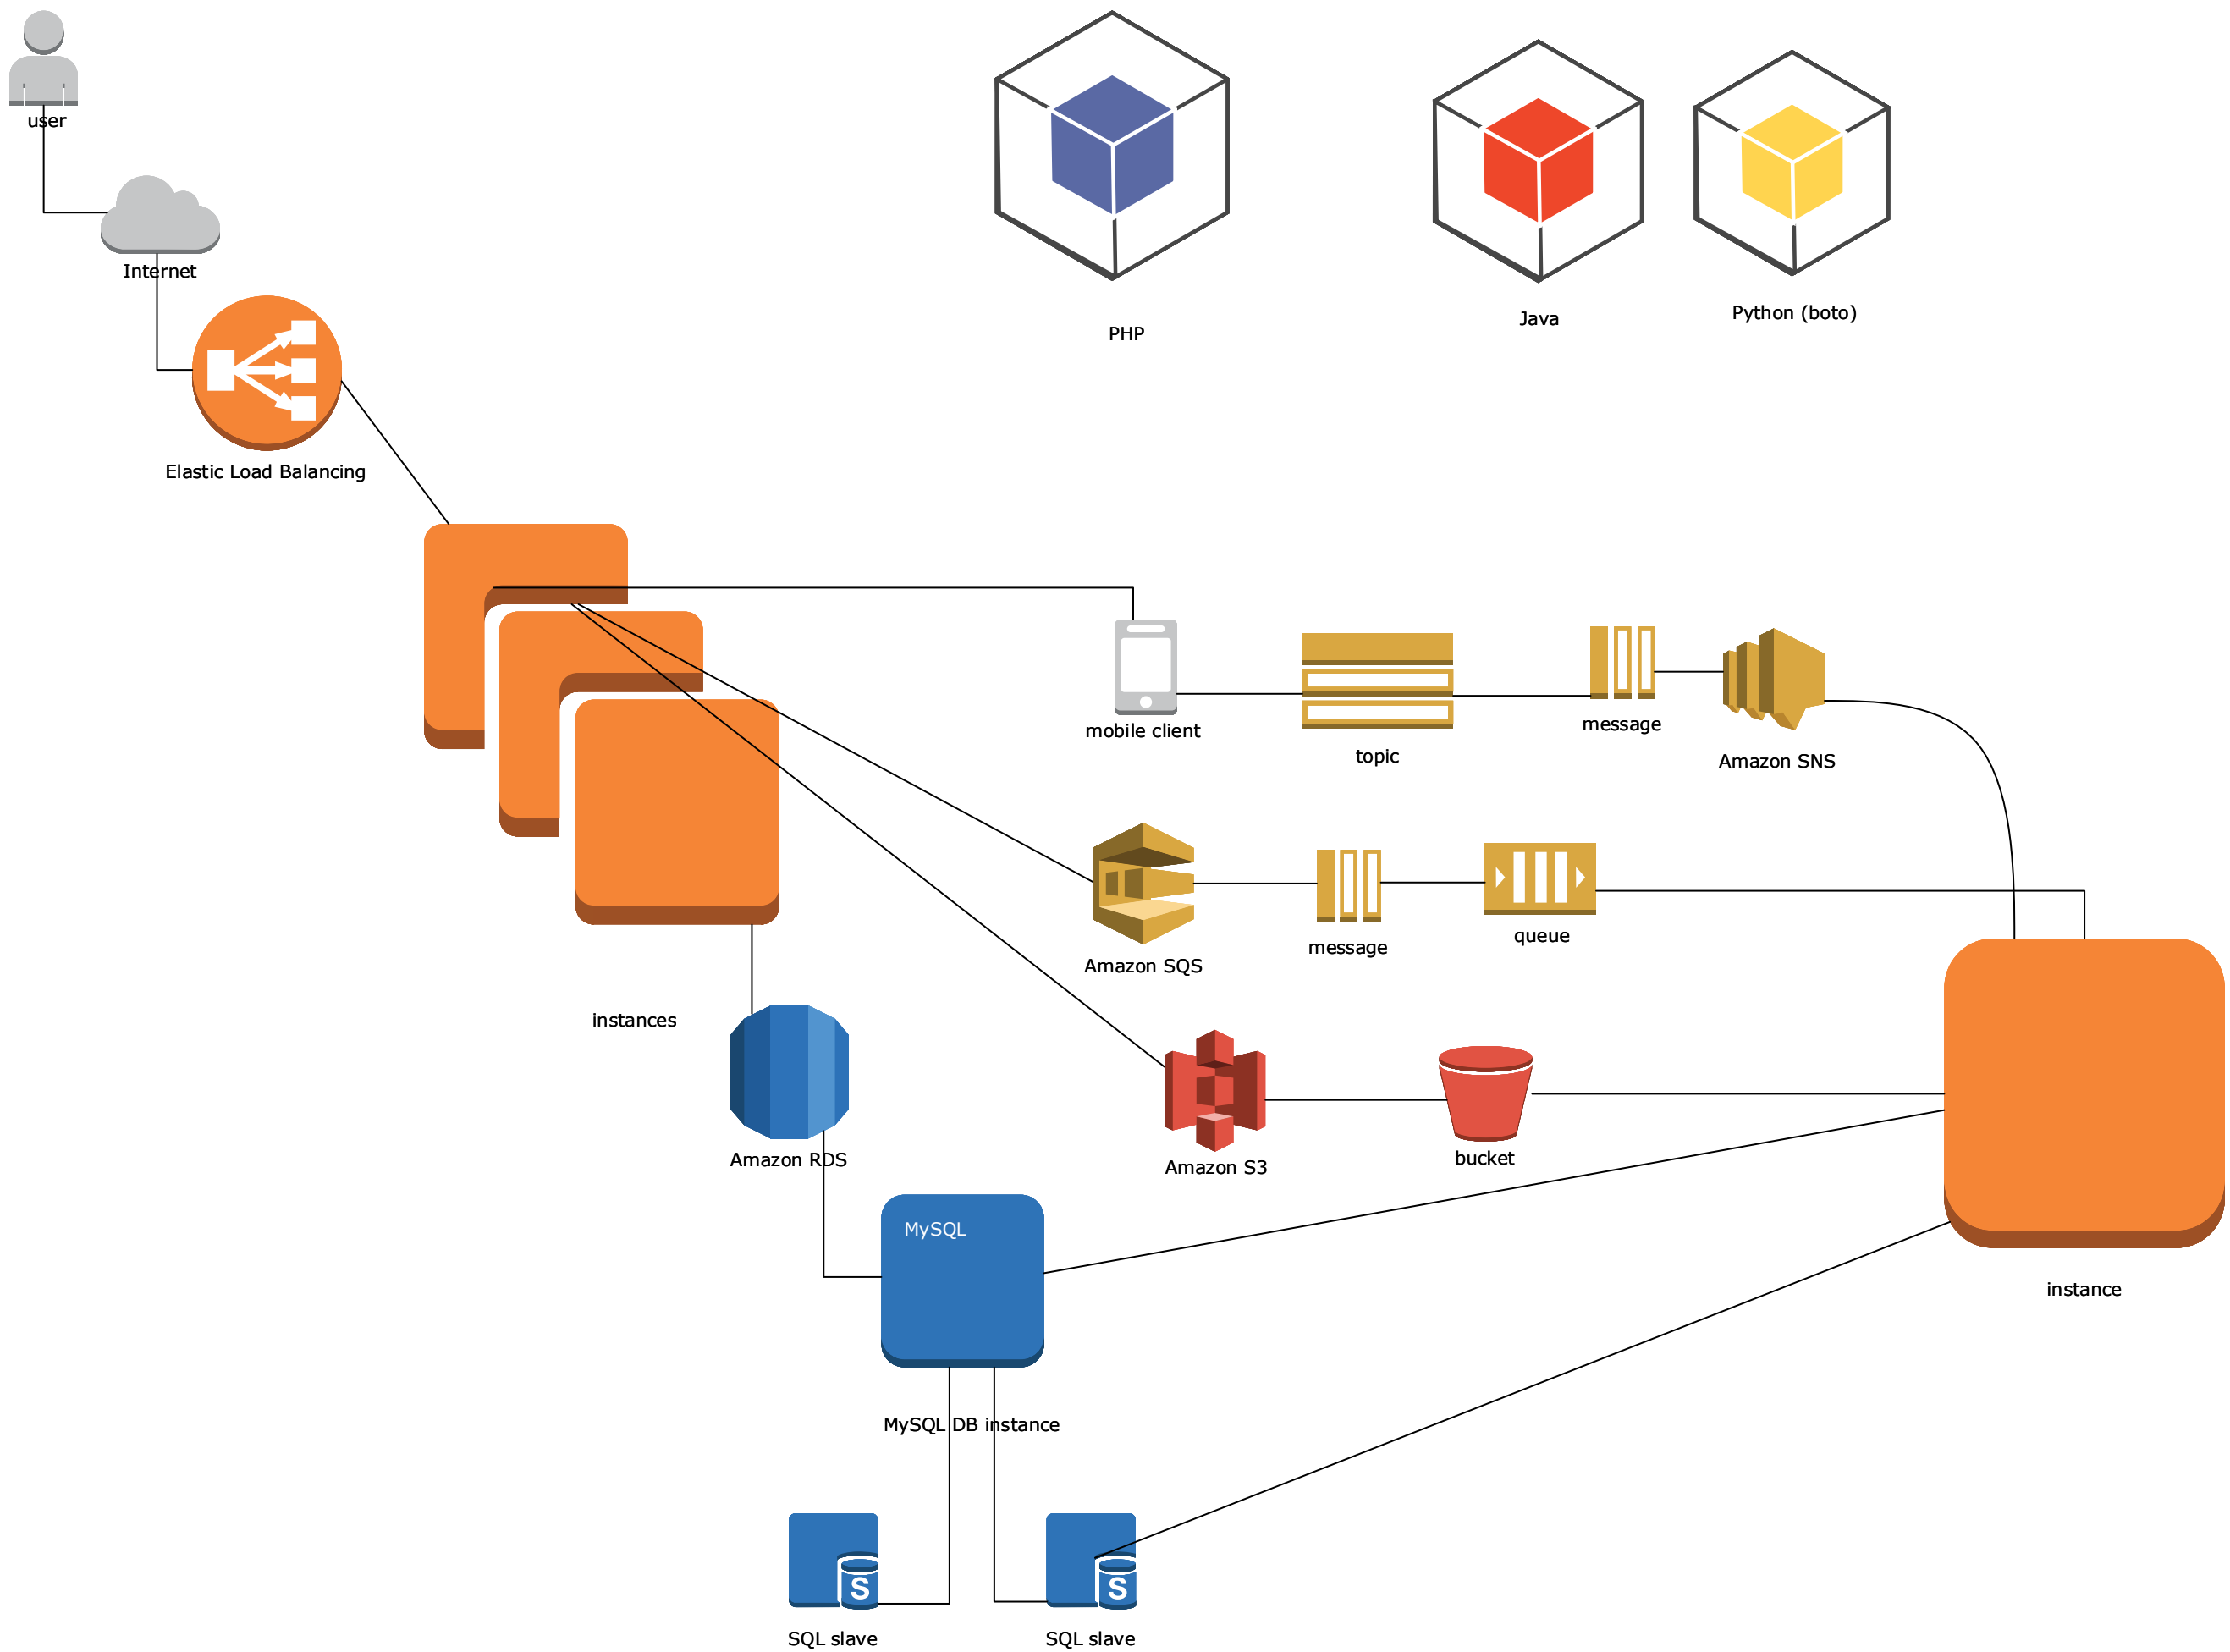 user
Internet
PHP
Java
Python (boto)
Elastic Load Balancing
mobile client
topic
message
Amazon SNS
Amazon SQS
message
queue
instances
Amazon RDS
Amazon S3
bucket
MySQL
instance
MySQL DB instance
SQL slave
SQL slave
S
S